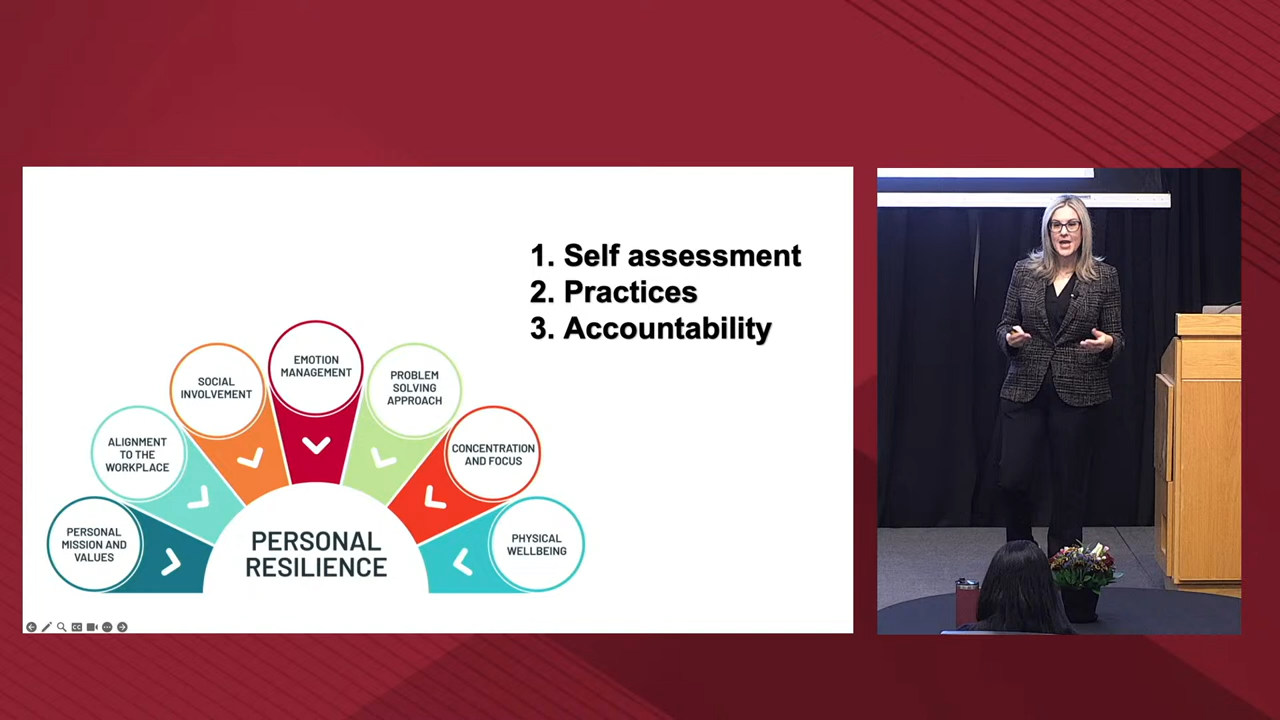 1. Self assessment
2. Practices
3. Accountability
EMOTION
MANAGEMENT
SOCIAL
INVOLVEMENT
PROBLEM
SOLVING
APPROACH
ALIGNMENT
TO THE
WORKPLACE
CONCENTRATION
AND FOCUS
PERSONAL
MISSION AND
VALUES
PERSONAL
RESILIENCE
PHYSICAL
WELLBEING
CC